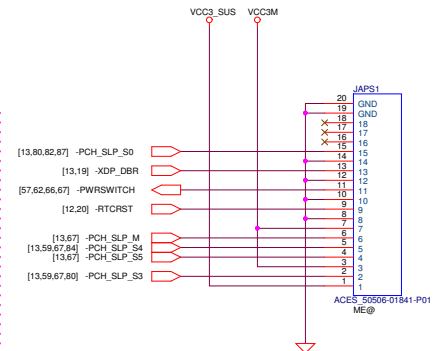 VCC3_SUS VCC3M
JAPS1
20 GND
19 GND
18 18
17 17
16 16
[13,80,82,87] -PCH_SLP_S0 15 15
14 14
[13,19] -XDP_DBR 13 13
12 12
[57,62,66,67] -PWRSWITCH 11 11
10 10
[12,20] -RTCRST 9 9
8 8
7 7
[13,67] -PCH_SLP_M 6 6
[13,59,67,84] -PCH_SLP_S4 5 5
[13,67] -PCH_SLP_S5 4 4
3 3
[13,59,67,80] -PCH_SLP_S3 2 2
1 1
ACES_50506-01841-P01
ME@